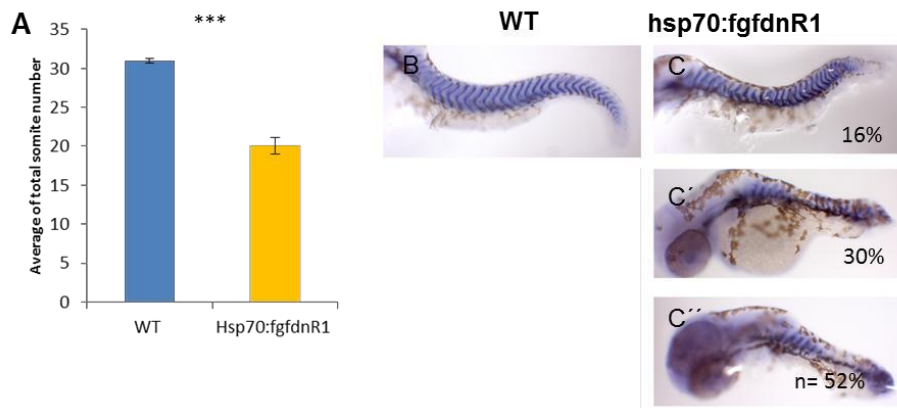 A
***
Average of total somite number
35
30
25
20
15
10
5
0
WT
Hsp70:fgfdnR1
WT
hsp70:fgfdnR1
B
C
16%
C´
30%
C´´
n= 52%